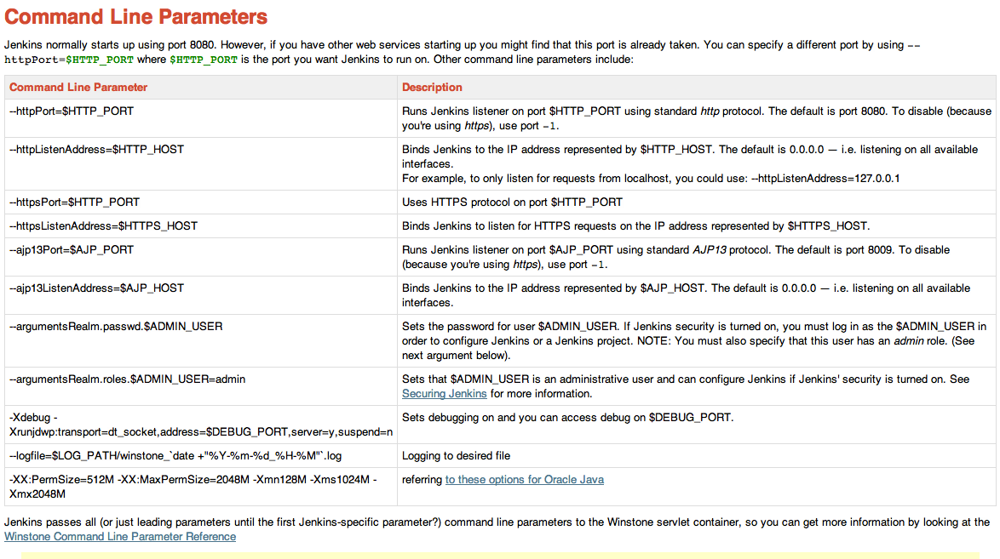 Command Line Parameters
Jenkins normally starts up using port 8080. However, if you have other web services starting up you might find that this port is already taken. You can specify a different port by using --
httpPort=$HTTP_PORT where $HTTP_PORT is the port you want Jenkins to run on. Other command line parameters include:
Command Line Parameter Description
--httpPort=$HTTP_PORT Runs Jenkins listener on port $HTTP_PORT using standard http protocol. The default is port 8080. To disable (because
you're using https), use port -1.
--httpListenAddress=$HTTP_HOST Binds Jenkins to the IP address represented by $HTTP_HOST. The default is 0.0.0.0 — i.e. listening on all available
interfaces.
For example, to only listen for requests from localhost, you could use: --httpListenAddress=127.0.0.1
--httpsPort=$HTTP_PORT Uses HTTPS protocol on port $HTTP_PORT
--httpsListenAddress=$HTTPS_HOST Binds Jenkins to listen for HTTPS requests on the IP address represented by $HTTPS_HOST.
--ajp13Port=$AJP_PORT Runs Jenkins listener on port $AJP_PORT using standard AJP13 protocol. The default is port 8009. To disable
(because you're using https), use port -1.
--ajp13ListenAddress=$AJP_HOST Binds Jenkins to the IP address represented by $AJP_HOST. The default is 0.0.0.0 — i.e. listening on all available
interfaces.
--argumentsRealm.passwd.$ADMIN_USER Sets the password for user $ADMIN_USER. If Jenkins security is turned on, you must log in as the $ADMIN_USER in
order to configure Jenkins or a Jenkins project. NOTE: You must also specify that this user has an admin role. (See
next argument below).
--argumentsRealm.roles.$ADMIN_USER=admin Sets that $ADMIN_USER is an administrative user and can configure Jenkins if Jenkins' security is turned on. See
Securing Jenkins for more information.
-Xdebug - Sets debugging on and you can access debug on $DEBUG_PORT.
Xrunjdwp:transport=dt_socket,address=$DEBUG_PORT,server=y,suspend=n
--logfile=$LOG_PATH/winstone_`date +"%Y-%m-%d_%H-%M"`.log Logging to desired file
-XX:PermSize=512M -XX:MaxPermSize=2048M -Xmn128M -Xms1024M - referring to these options for Oracle Java
Xmx2048M
Jenkins passes all (or just leading parameters until the first Jenkins-specific parameter?) command line parameters to the Winstone servlet container, so you can get more information by looking at the
Winstone Command Line Parameter Reference